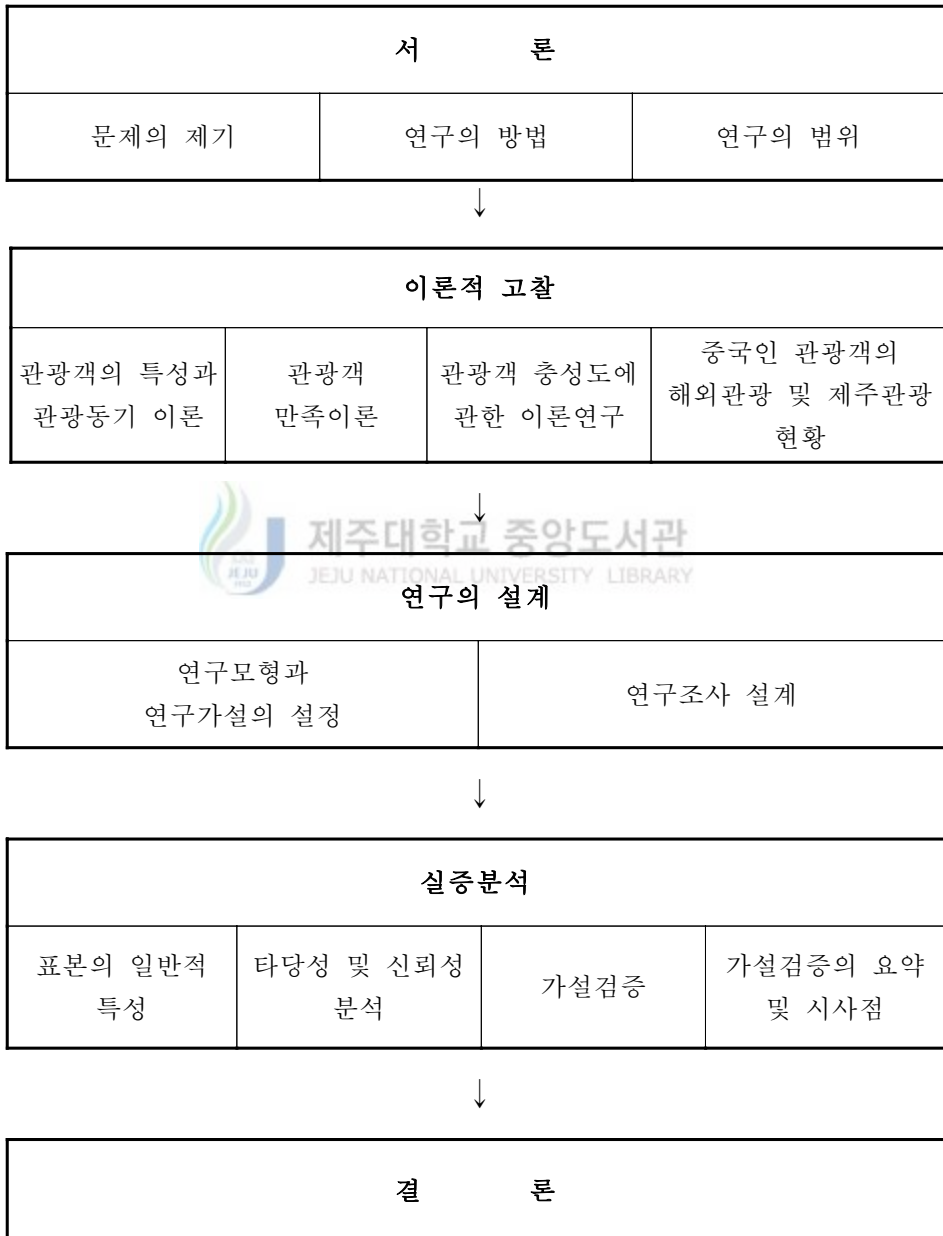 서 론
문제의 제기 연구의 방법 연구의 범위
↓
이론적 고찰
관광객의 특성과
관광동기 이론
관광객
만족이론
관광객 충성도에
관한 이론연구
중국인 관광객의
해외관광 및 제주관광
현황
↓
제주대학교 중앙도서관
JEJU NATIONAL UNIVERSITY LIBRARY
JEJU
연구의 설계
연구모형과
연구가설의 설정
연구조사 설계
↓
실증분석
표본의 일반적
특성
타당성 및 신뢰성
분석
가설검증
가설검증의 요약
및 시사점
↓
결 론